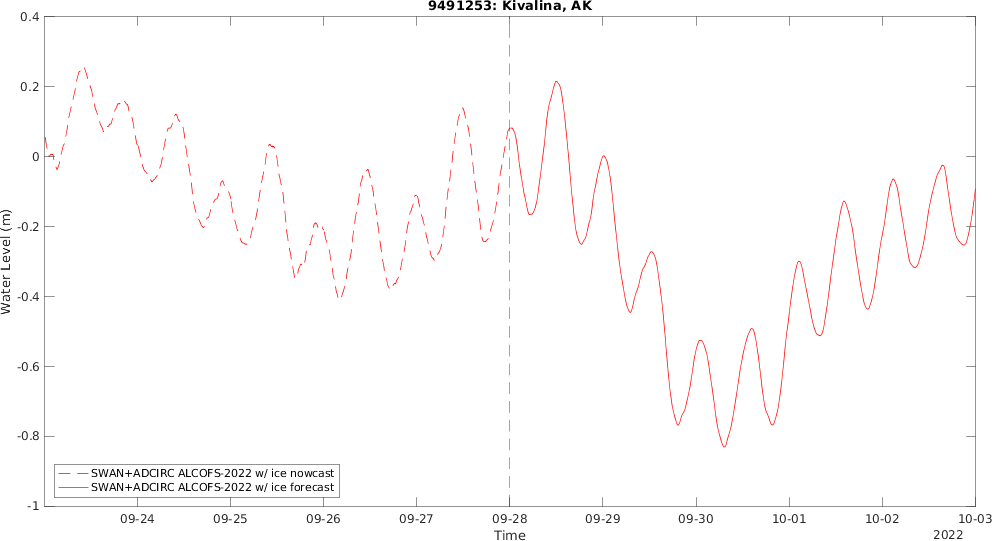 9491253: Kivalina, AK
0.4
0.2
0
-0.2
-0.4
-0.6
-0.8
-1
Water Level (m)
SWAN+ADCIRC ALCOFS-2022 w/ ice nowcast
SWAN+ADCIRC ALCOFS-2022 w/ ice forecast
09-24 09-25 09-26 09-27 09-28 09-29 09-30 10-01 10-02 10-03
Time
2022